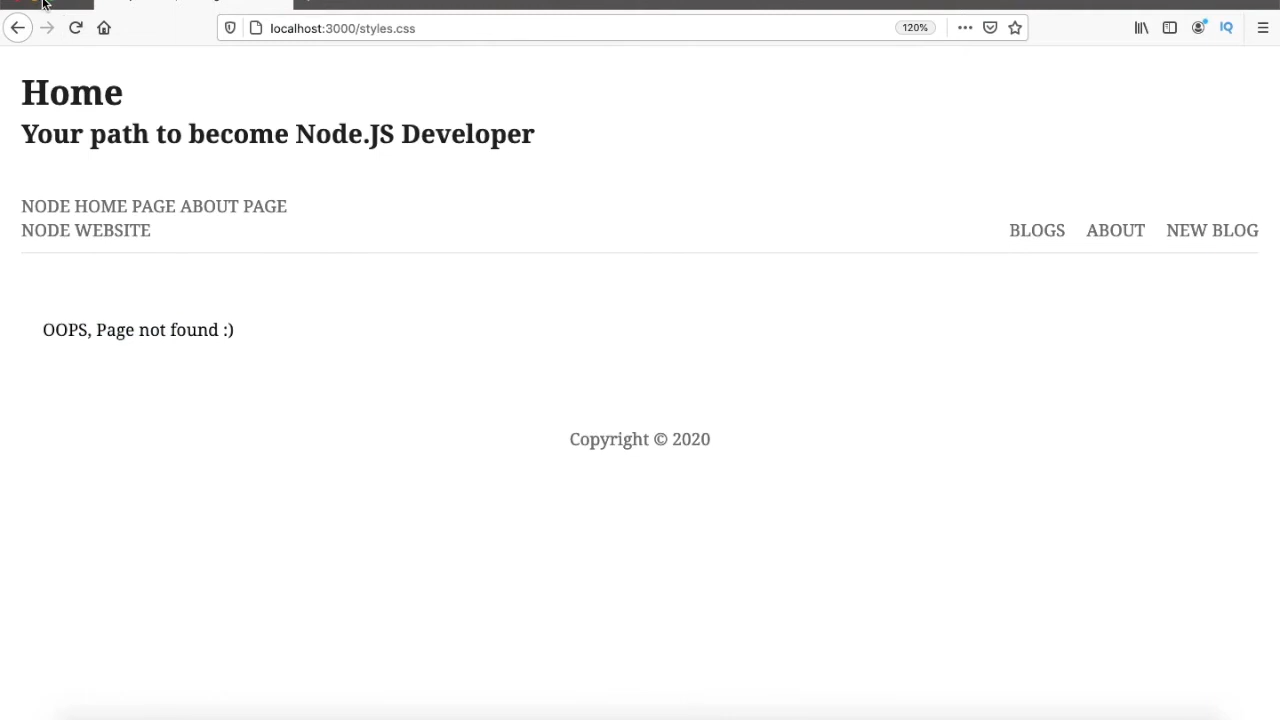 localhost:3000/styles.css
120%
IQ
Home
Your path to become Node.JS Developer
NODE HOME PAGE ABOUT PAGE
NODE WEBSITE
BLOGS ABOUT NEW BLOG
OOPS, Page not found :)
Copyright © 2020